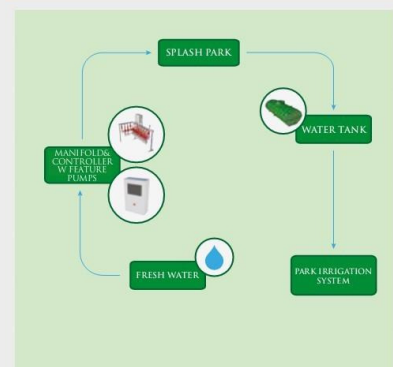 SPLASH PARK
WATER TANK
MANIFOLD&
CONTROLLER
W FEATURE
PUMPS
FRESH WATER
PARK IRRIGATION
SYSTEM